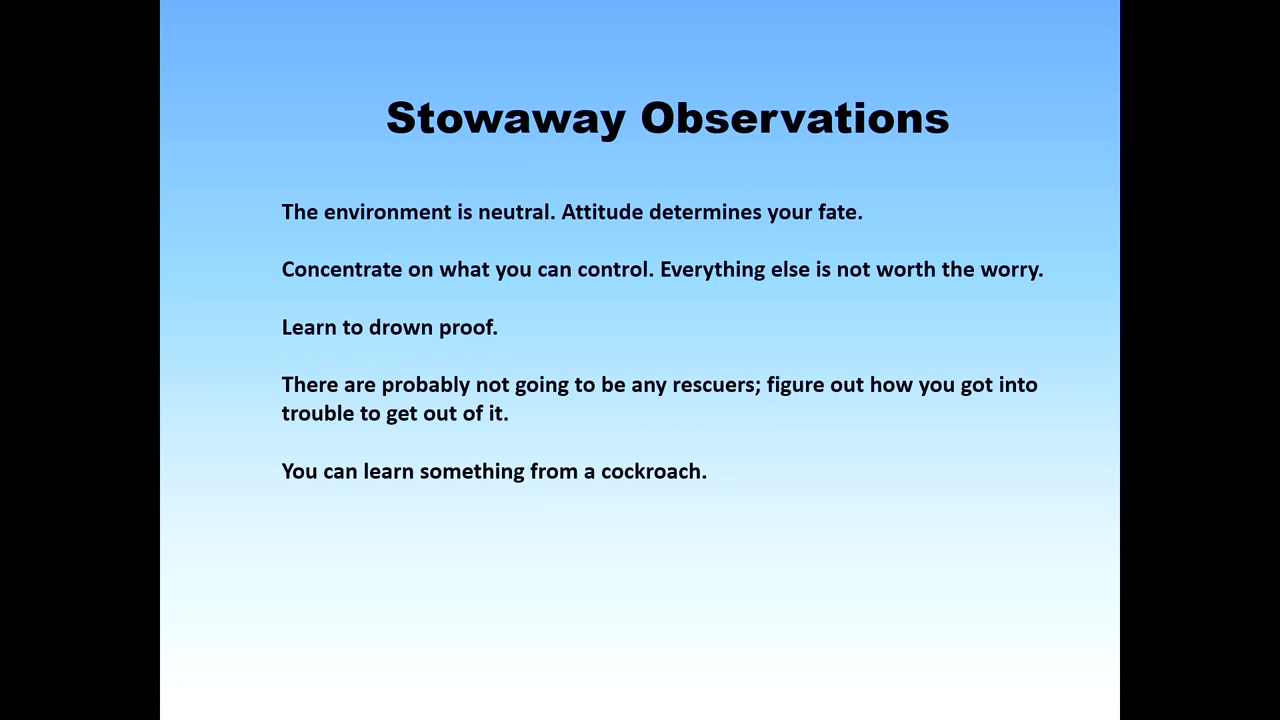 Stowaway Observations
The environment is neutral. Attitude determines your fate.
Concentrate on what you can control. Everything else is not worth the worry.
Learn to drown proof.
There are probably not going to be any rescuers; figure out how you got into
trouble to get out of it.
You can learn something from a cockroach.